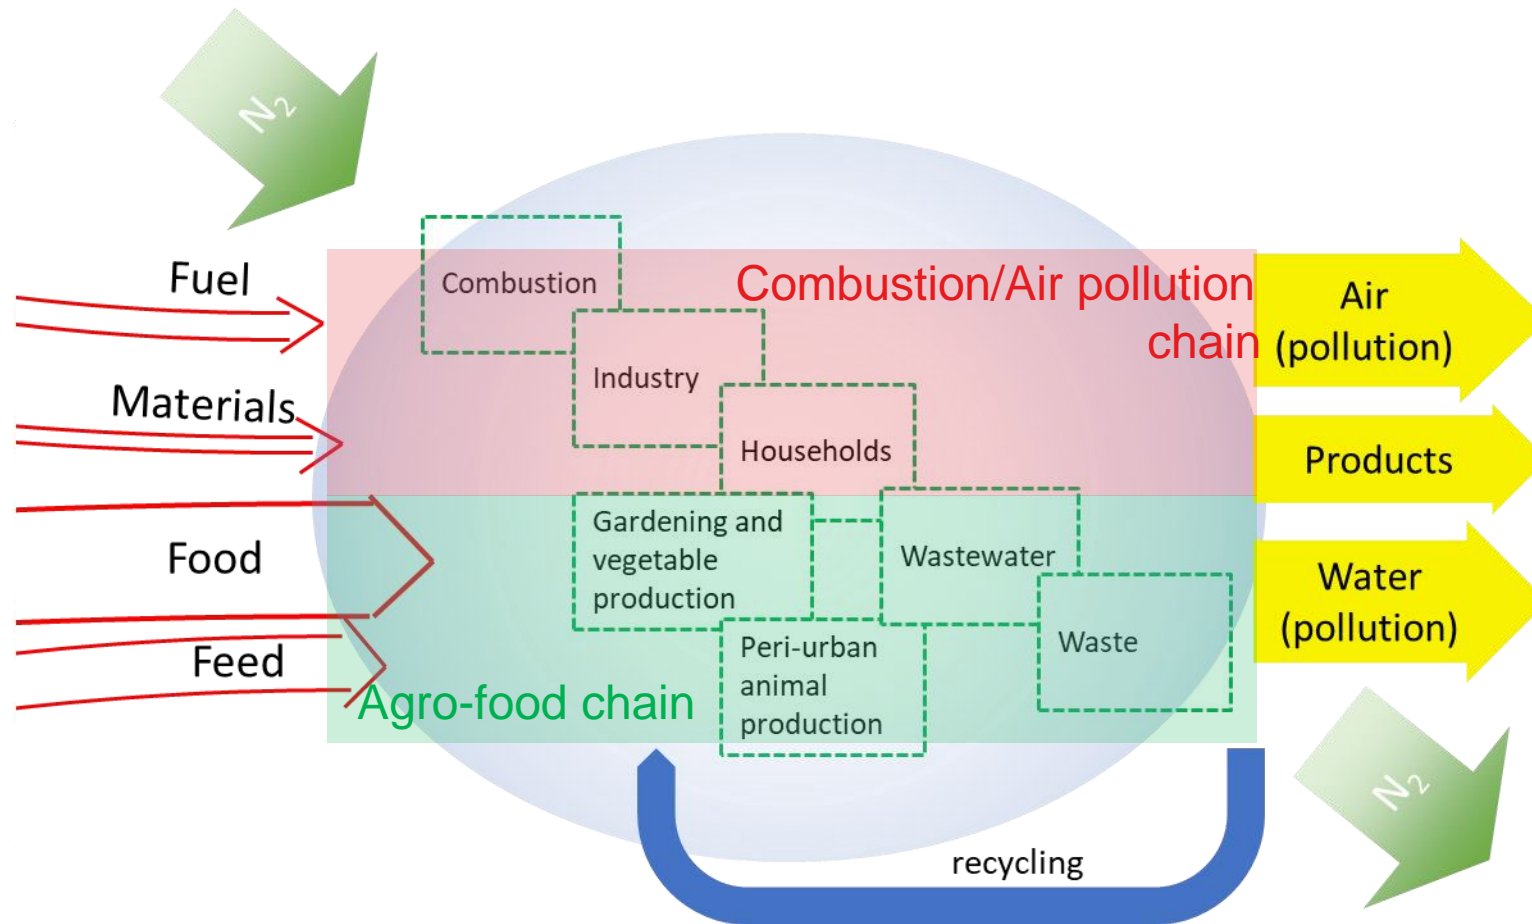 N₂
Fuel
Materials
Food
Feed
Combustion
Industry
Households
Combustion/Air pollution
chain
Gardening and
vegetable
production
Wastewater
Peri-urban
animal
production
Waste
Agro-food chain
Air
(pollution)
Products
Water
(pollution)
N₂
recycling